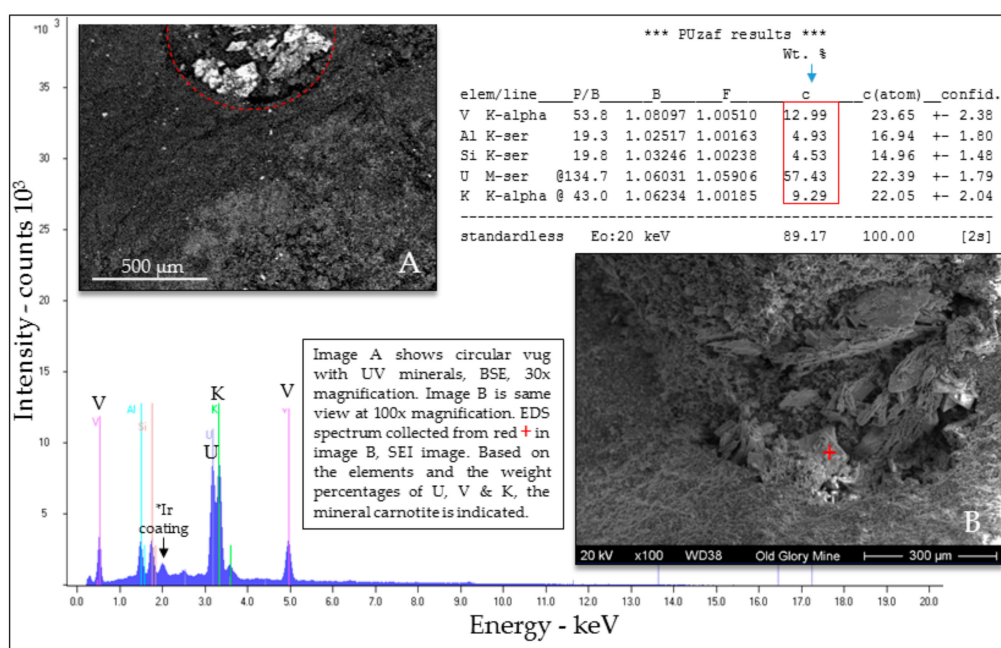 *10 3
35
30
25
20
15
10
5
Intensity - counts 10³
500 µm
A
*** PUzaf results ***
Wt. %
elem/line____P/B____B____F____c____c(atom)__confid.
V K-alpha 53.8 1.08097 1.00510 12.99 23.65 +- 2.38
Al K-ser 19.3 1.02517 1.00163 4.93 16.94 +- 1.80
Si K-ser 19.8 1.03246 1.00238 4.53 14.96 +- 1.48
U M-ser @134.7 1.06031 1.05906 57.43 22.39 +- 1.79
K K-alpha @ 43.0 1.06234 1.00185 9.29 22.05 +- 2.04
standardless Eo:20 keV 89.17 100.00 [2s]
Image A shows circular vug
with UV minerals, BSE, 30x
magnification. Image B is same
view at 100x magnification. EDS
spectrum collected from red + in
image B, SEI image. Based on
the elements and the weight
percentages of U, V & K, the
mineral carnotite is indicated.
B
20 kV x100 WD38 Old Glory Mine 300 µm
V
V
Al
Si
*Ir
coating
K
K
U
U
V
v
0.0 1.0 2.0 3.0 4.0 5.0 6.0 7.0 8.0 9.0 10.0 11.0 12.0 13.0 14.0 15.0 16.0 17.0 18.0 19.0 20.0
Energy - keV